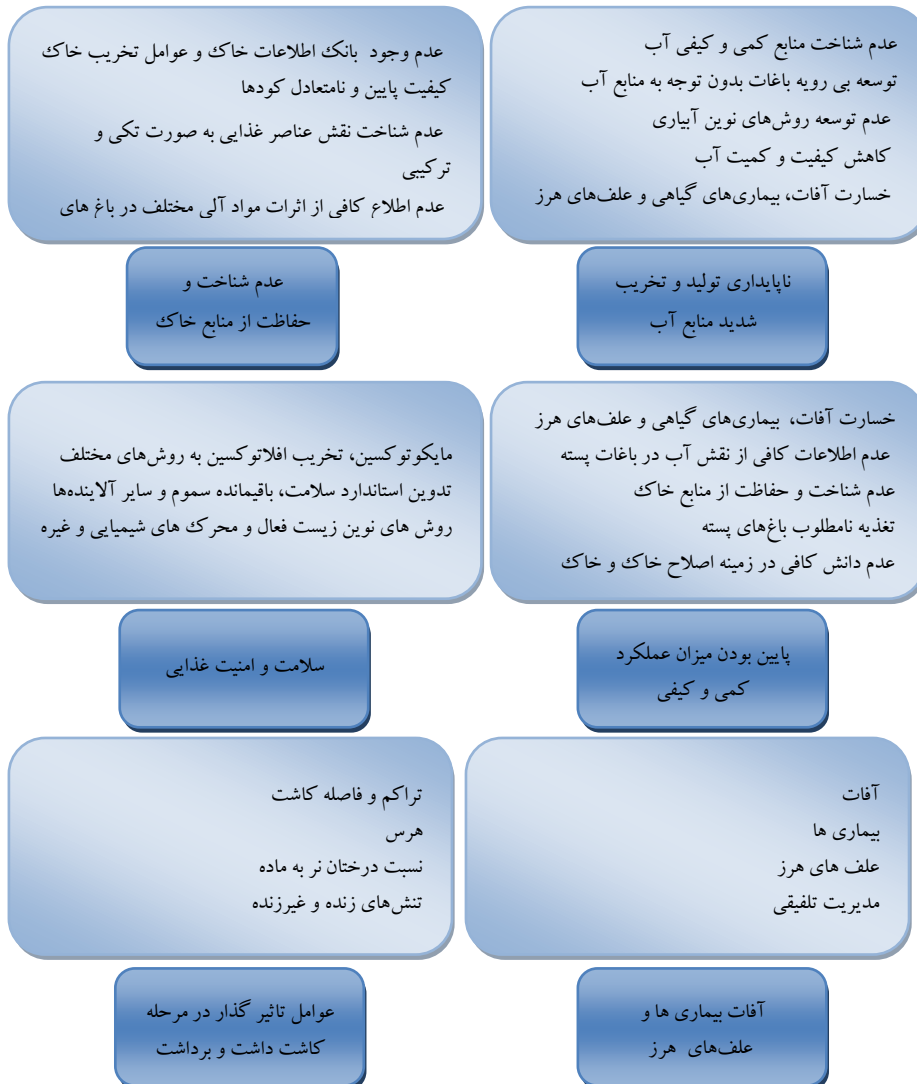 عدم شناخت منابع کمی و کیفی آب
توسعه بی رویه باغات بدون توجه به منابع آب
عدم توسعه روش‌های نوین آبیاری
کاهش کیفیت و کمیت آب
خسارت آفات، بیماری‌های گیاهی و علف‌های هرز
ناپایداری تولید و تخریب
شدید منابع آب
عدم وجود بانک اطلاعات خاک و عوامل تخریب خاک
کیفیت پایین و نامتعادل کودها
عدم شناخت نقش عناصر غذایی به صورت تکی و
ترکیبی
عدم اطلاع کافی از اثرات مواد آلی مختلف در باغ های
عدم شناخت و
حفاظت از منابع خاک
خسارت آفات، بیماری‌های گیاهی و علف‌های هرز
عدم اطلاعات کافی از نقش آب در باغات پسته
عدم شناخت و حفاظت از منابع خاک
تغذیه نامطلوب باغ‌های پسته
عدم دانش کافی در زمینه اصلاح خاک و خاک
پایین بودن میزان عملکرد
کمی و کیفی
مایکوتوکسین، تخریب افلاتوکسین به روش‌های مختلف
تدوین استاندارد سلامت، باقیمانده سموم و سایر آلاینده‌ها
روش های نوین زیست فعال و محرک های شیمیایی و غیره
سلامت و امنیت غذایی
آفات
بیماری ها
علف های هرز
مدیریت تلفیقی
آفات بیماری ها و
علف‌های هرز
تراکم و فاصله کاشت
هرس
نسبت درختان نر به ماده
تنش‌های زنده و غیرزنده
عوامل تاثیر گذار در مرحله
کاشت داشت و برداشت